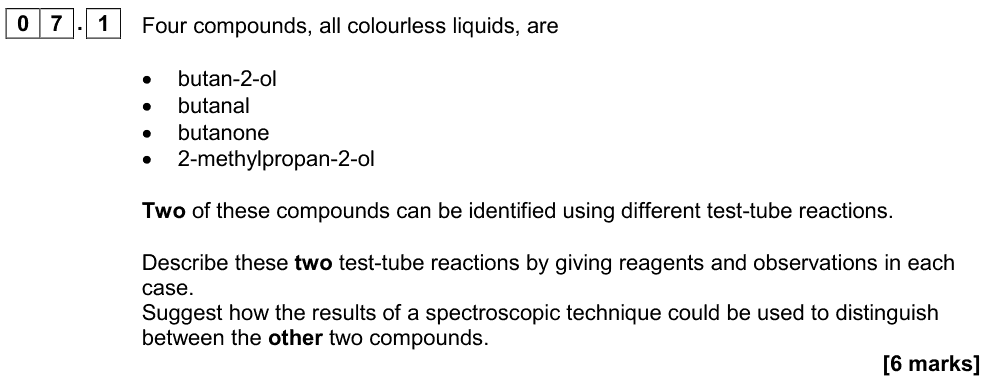 07.1 Four compounds, all colourless liquids, are
• butan-2-ol
• butanal
• butanone
• 2-methylpropan-2-ol
Two of these compounds can be identified using different test-tube reactions.
Describe these two test-tube reactions by giving reagents and observations in each
case.
Suggest how the results of a spectroscopic technique could be used to distinguish
between the other two compounds.
[6 marks]